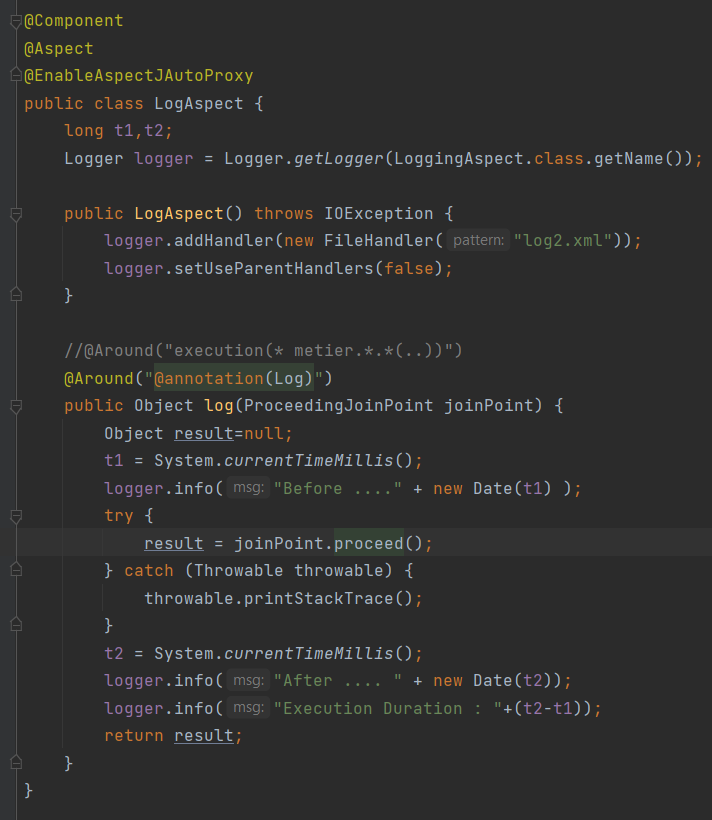 @Component
@Aspect
@EnableAspectJAutoProxy
public class LogAspect {
    long t1,t2;
    Logger logger = Logger.getLogger(LoggingAspect.class.getName());

    public LogAspect() throws IOException {
        logger.addHandler(new FileHandler( pattern: "log2.xml"));
        logger.setUseParentHandlers(false);
    }

    //@Around("execution(* metier.*.*(..))")
    @Around("@annotation(Log)")
    public Object log(ProceedingJoinPoint joinPoint) {
        Object result=null;
        t1 = System.currentTimeMillis();
        logger.info( msg: "Before ...." + new Date(t1) );
        try {
            result = joinPoint.proceed();
        } catch (Throwable throwable) {
            throwable.printStackTrace();
        }
        t2 = System.currentTimeMillis();
        logger.info( msg: "After .... " + new Date(t2));
        logger.info( msg: "Execution Duration : "+(t2-t1));
        return result;
    }
}